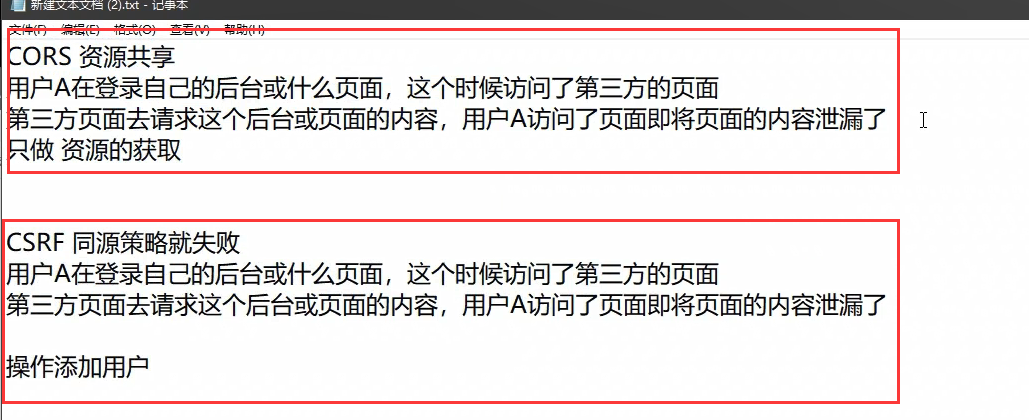 新建文本文档 (2).txt - 记事本
文件(F) 编辑(E) 格式(O) 查看(V) 帮助(H)
CORS 资源共享
用户A在登录自己的后台或什么页面，这个时候访问了第三方的页面
第三方页面去请求这个后台或页面的内容，用户A访问了页面即将页面的内容泄漏了
只做 资源的获取
CSRF 同源策略就失败
用户A在登录自己的后台或什么页面，这个时候访问了第三方的页面
第三方页面去请求这个后台或页面的内容，用户A访问了页面即将页面的内容泄漏了
操作添加用户